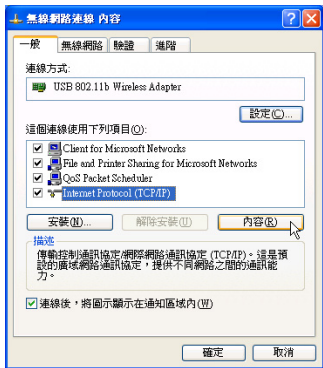 無線網路連線 內容
一般 無線網路 驗證 進階
連線方式:
USB 802.11b Wireless Adapter
設定(C)...
這個連線使用下列項目(O):
Client for Microsoft Networks
File and Printer Sharing for Microsoft Networks
QoS Packet Scheduler
Internet Protocol (TCP/IP)
安裝(N)... 解除安裝(U) 內容(R)
描述
傳輸控制通訊協定/網際網路通訊協定 (TCP/IP)。這是預
設的廣域網路通訊協定，提供不同網路之間的通訊能
力。
連線後，將圖示顯示在通知區域內(W)
確定 取消